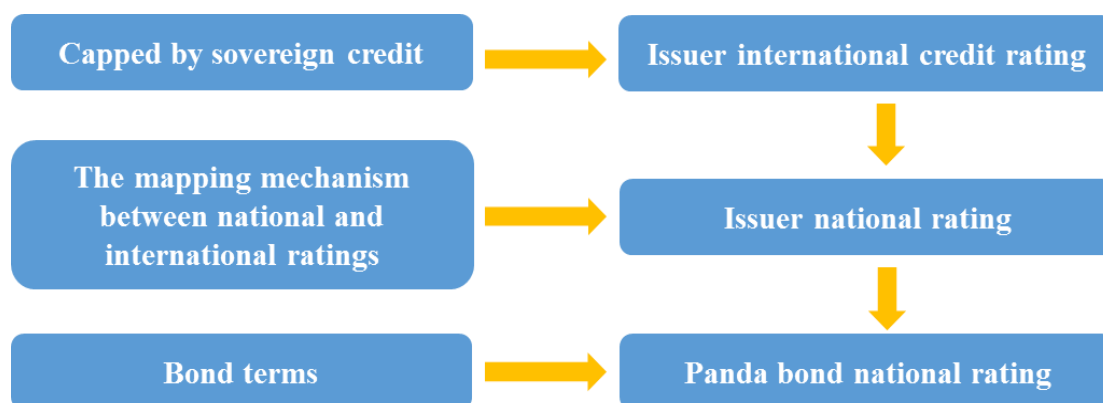 Capped by sovereign credit
Issuer international credit rating
The mapping mechanism
between national and
international ratings
Issuer national rating
Bond terms
Panda bond national rating